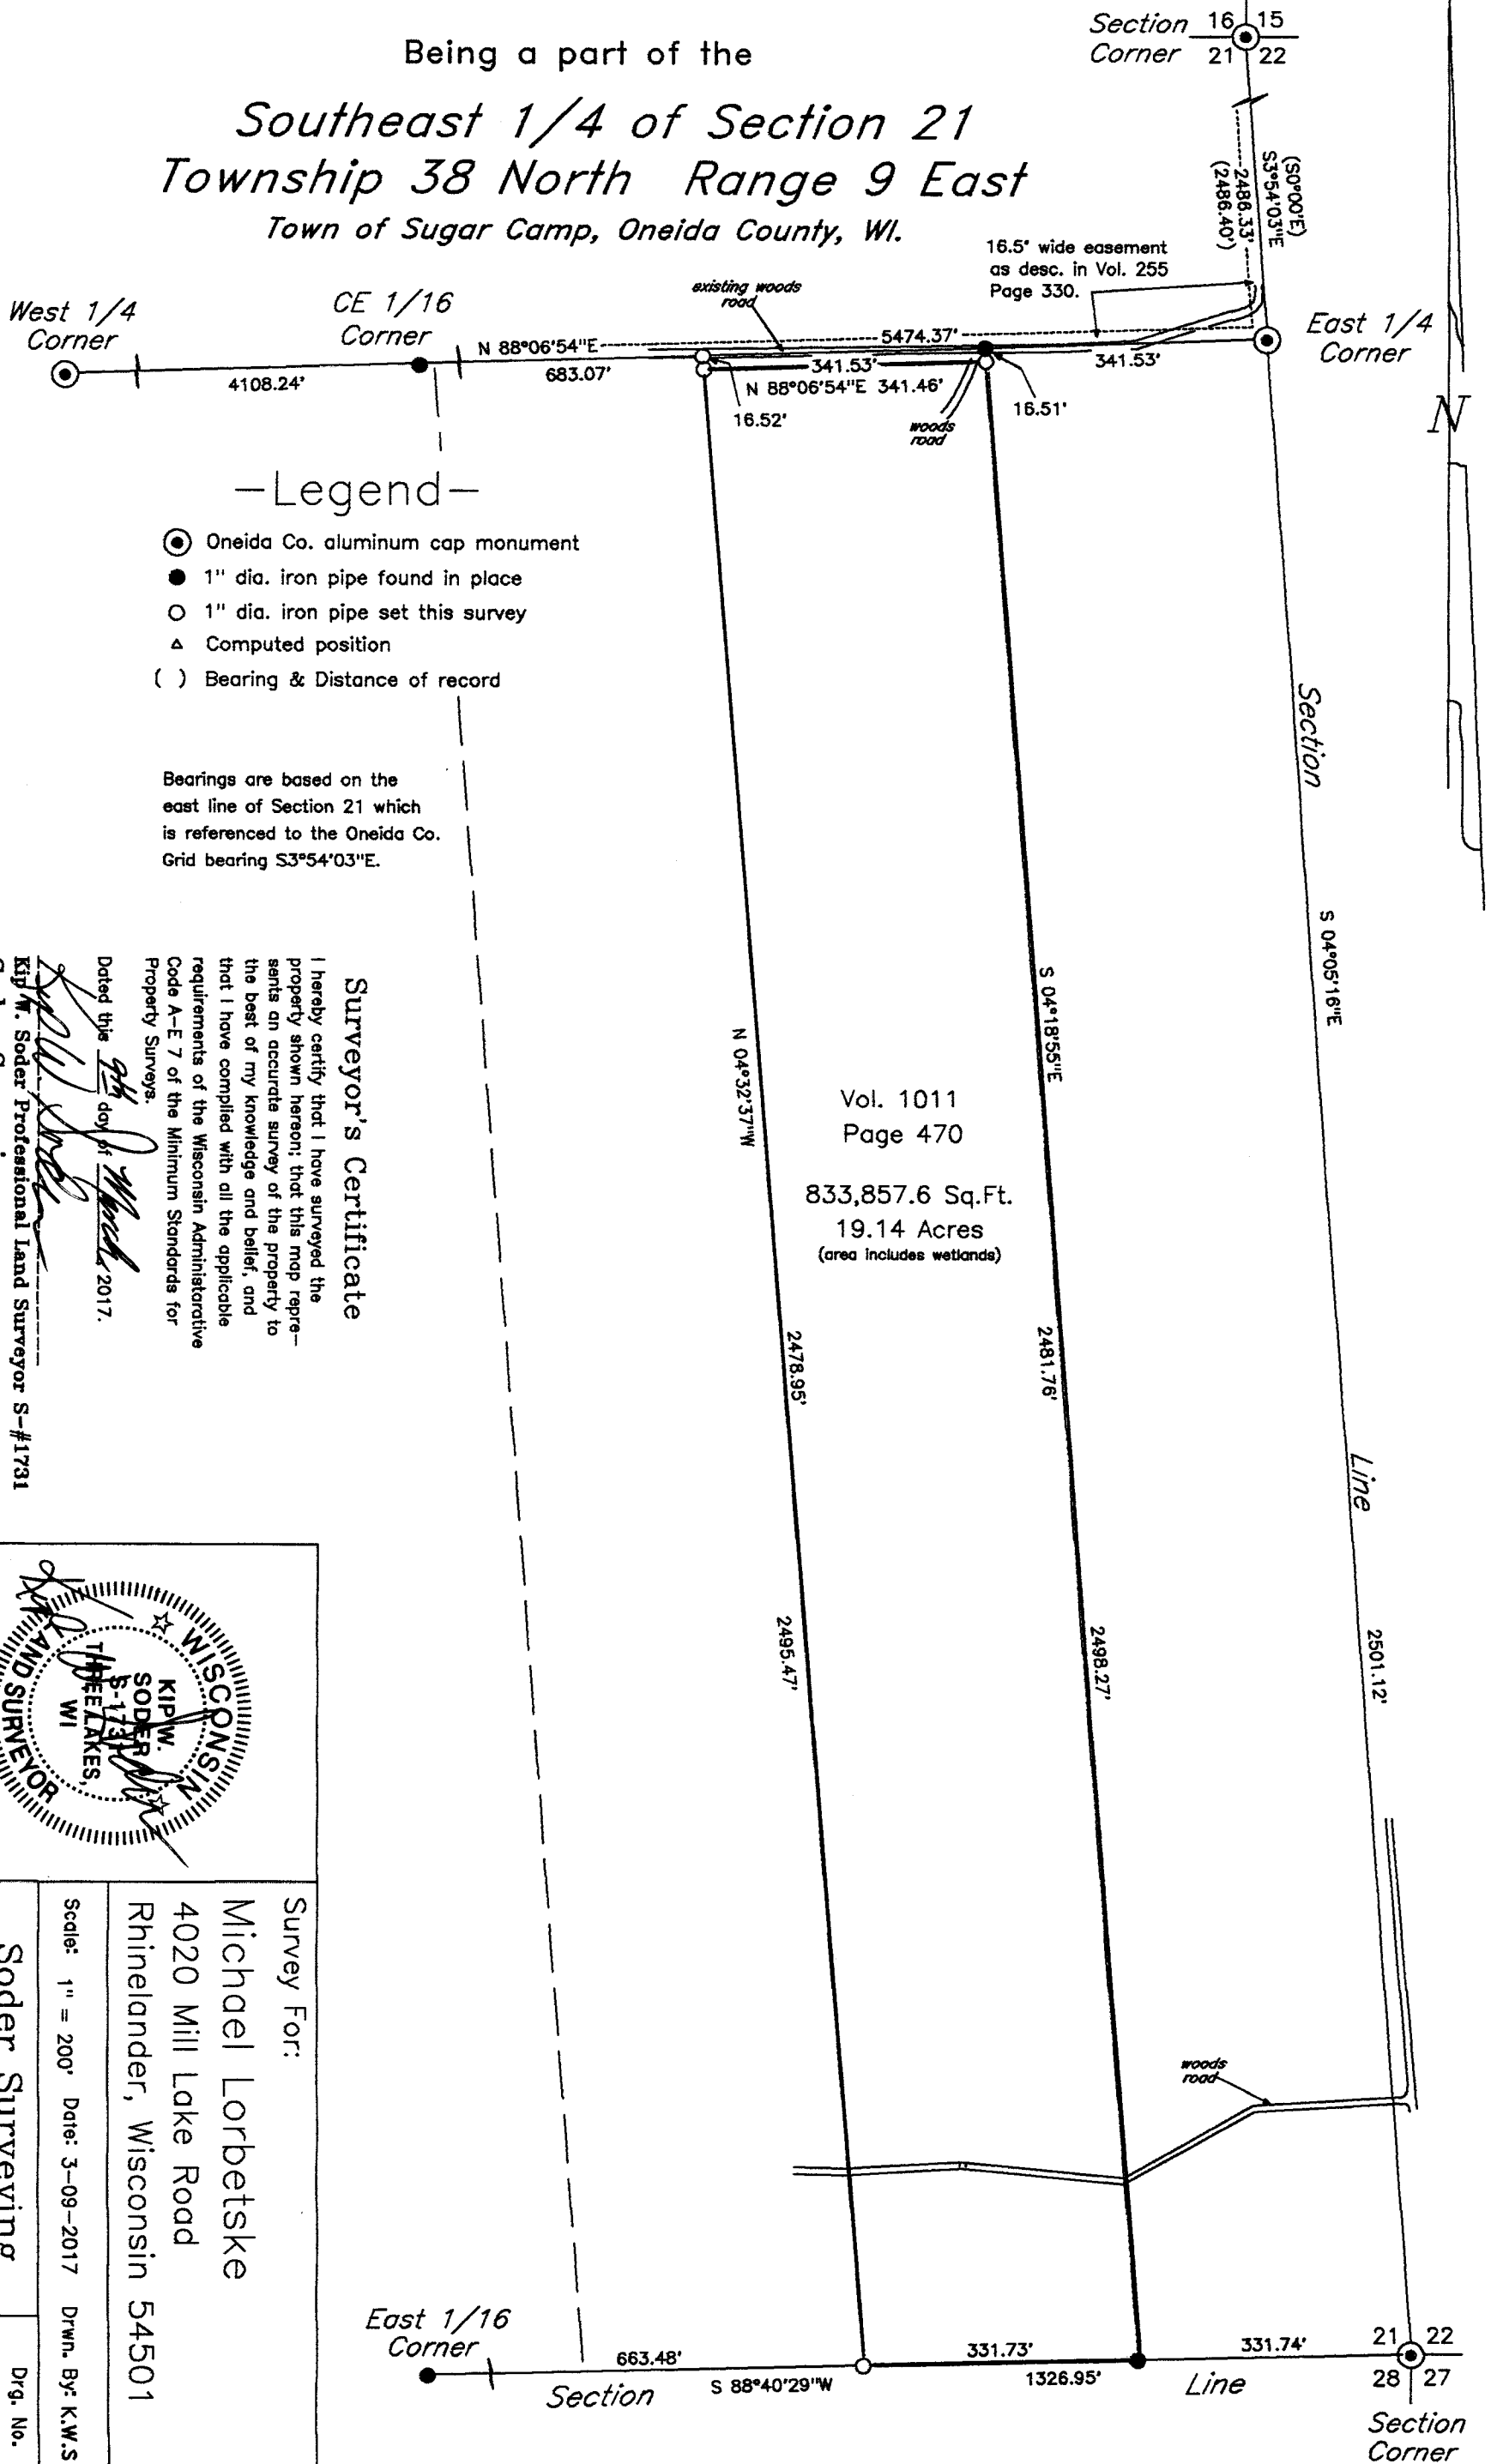 Being a part of the
Southeast 1/4 of Section 21
Township 38 North Range 9 East
Town of Sugar Camp, Oneida County, WI.
Section
Corner
16 15
21 22
(S0°00'E)
S3°54'03"E
2486.33'
(2486.40')
16.5' wide easement
as desc. in Vol. 255
Page 330.
existing woods
road
West 1/4
Corner
CE 1/16
Corner
East 1/4
Corner
N 88°06'54"E
5474.37'
4108.24'
683.07'
341.53'
341.53'
N 88°06'54"E 341.46'
16.52'
16.51'
woods
road
N
-Legend-
Oneida Co. aluminum cap monument
1" dia. iron pipe found in place
1" dia. iron pipe set this survey
Computed position
( ) Bearing & Distance of record
Bearings are based on the
east line of Section 21 which
is referenced to the Oneida Co.
Grid bearing S3°54'03"E.
Section
S 04°05'16"E
Line
2501.12'
S 04°18'55"E
2481.76'
2498.27'
N 04°32'37"W
2478.95'
2495.47'
Vol. 1011
Page 470
833,857.6 Sq.Ft.
19.14 Acres
(area includes wetlands)
Surveyor's Certificate
I hereby certify that I have surveyed the
property shown hereon; that this map repre-
sents an accurate survey of the property to
the best of my knowledge and belief, and
that I have complied with all the applicable
requirements of the Wisconsin Administarative
Code A-E 7 of the Minimum Standards for
Property Surveys.
Dated this 9th day of March, 2017.
Kip W. Soder Professional Land Surveyor S-#1731
WISCONSIN
KIP W.
SODER
S-1731
THREE LAKES,
WI
LAND SURVEYOR
Survey For:
Michael Lorbetske
4020 Mill Lake Road
Rhinelander, Wisconsin 54501
Scale: 1" = 200' Date: 3-09-2017 Drwn. By: K.W.S
Soder Surveying
Drg. No.
woods
road
East 1/16
Corner
663.48'
331.73'
331.74'
Section
S 88°40'29"W
1326.95'
Line
21 22
28 27
Section
Corner